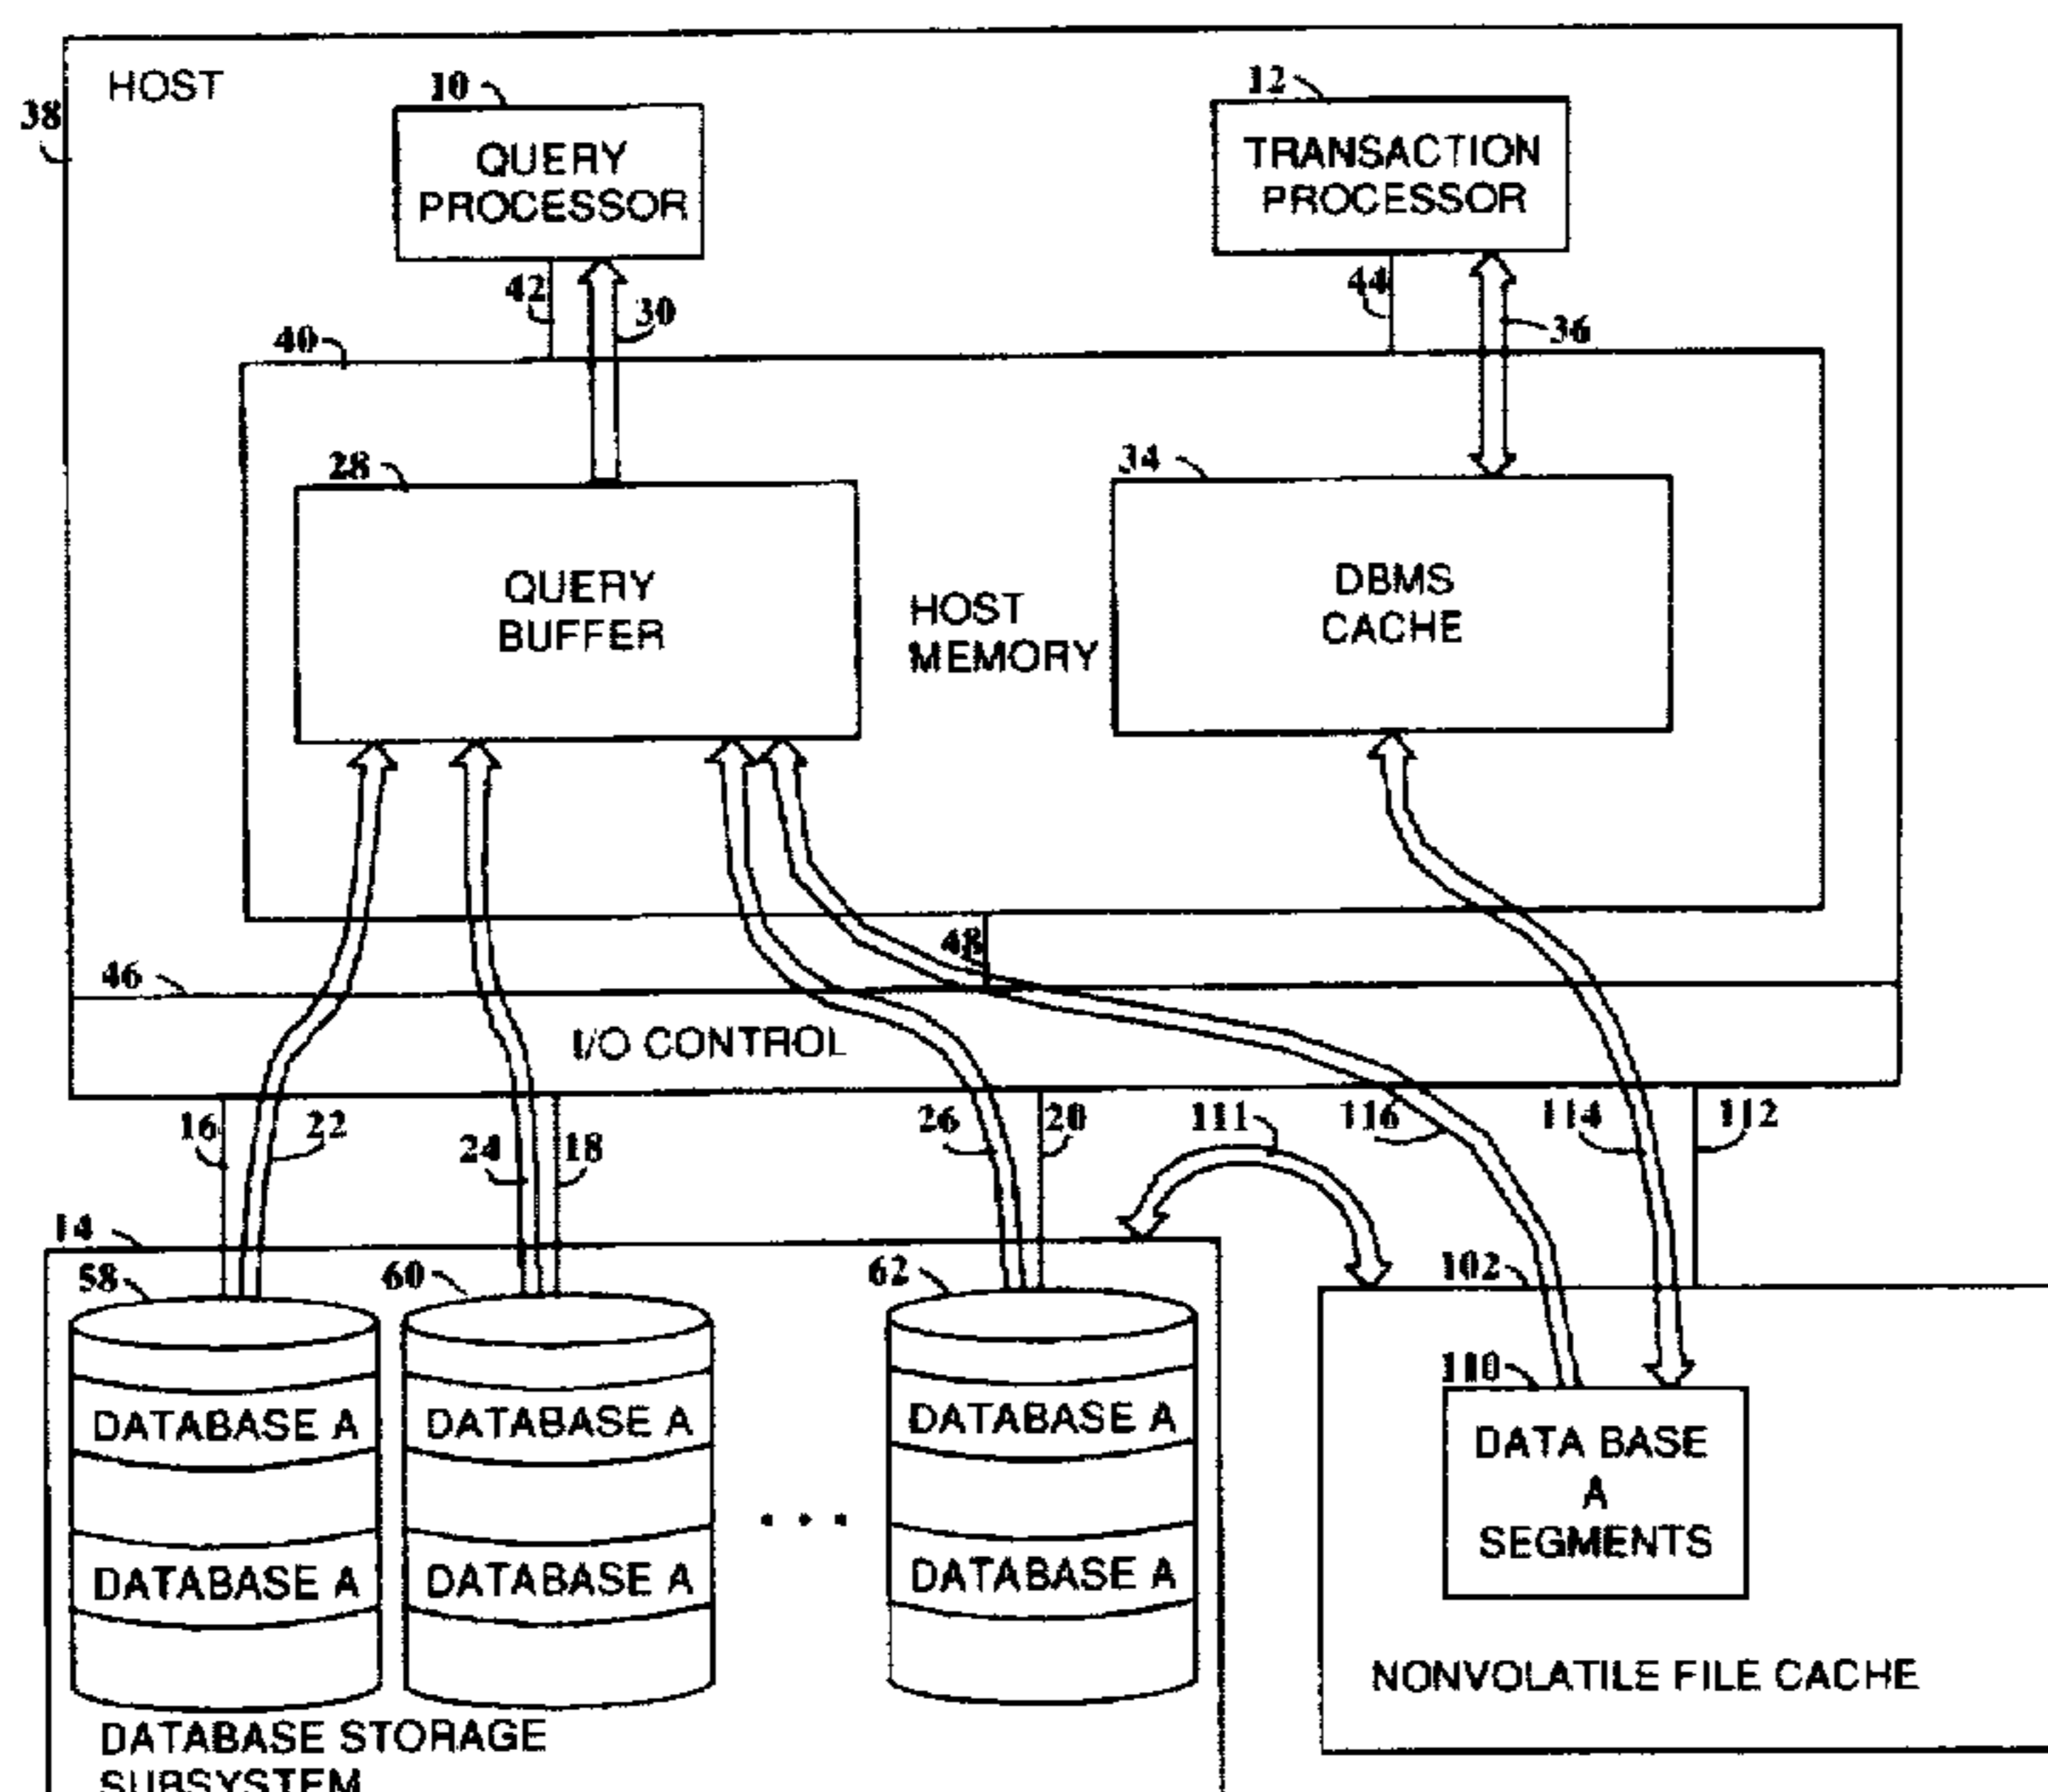 HOST
38
10
12
QUERY
PROCESSOR
TRANSACTION
PROCESSOR
42
30
44
36
40
28
34
QUERY
BUFFER
HOST
MEMORY
DBMS
CACHE
48
46
I/O CONTROL
16
22
24
18
26
20
111
116
114
112
14
58
60
62
102
110
DATABASE A
DATABASE A
DATABASE A
DATA BASE
A
SEGMENTS
. . .
DATABASE A
DATABASE A
DATABASE A
NONVOLATILE FILE CACHE
DATABASE STORAGE
SUBSYSTEM